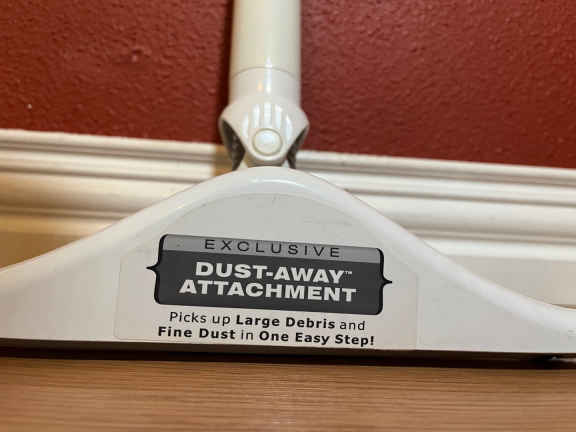 EXCLUSIVE
DUST-AWAY™
ATTACHMENT
Picks up Large Debris and
Fine Dust in One Easy Step!